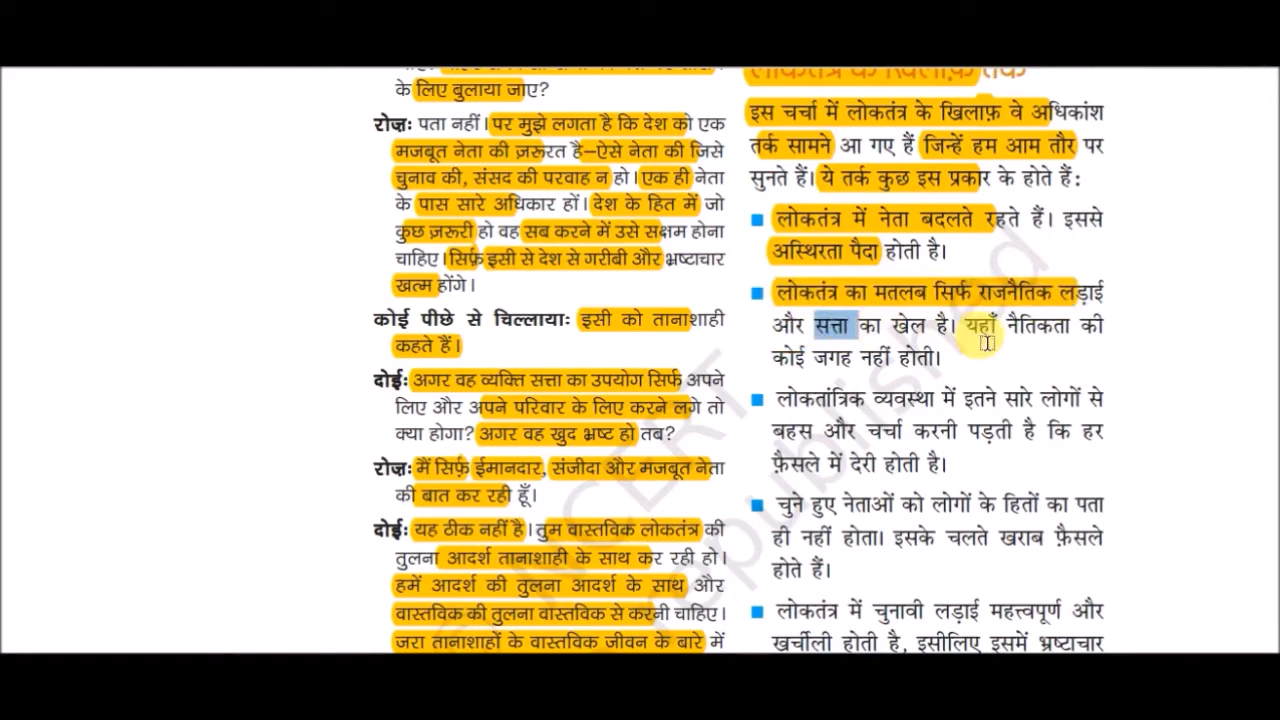 के लिए बुलाया जाए?
रोज़: पता नहीं। पर मुझे लगता है कि देश को एक
मजबूत नेता की ज़रूरत है–ऐसे नेता की जिसे
चुनाव की, संसद की परवाह न हो। एक ही नेता
के पास सारे अधिकार हों। देश के हित में जो
कुछ ज़रूरी हो वह सब करने में उसे सक्षम होना
चाहिए। सिर्फ़ इसी से देश से गरीबी और भ्रष्टाचार
खत्म होंगे।
कोई पीछे से चिल्लाया: इसी को तानाशाही
कहते हैं।
दोई: अगर वह व्यक्ति सत्ता का उपयोग सिर्फ अपने
लिए और अपने परिवार के लिए करने लगे तो
क्या होगा? अगर वह खुद भ्रष्ट हो तब?
रोज़: मैं सिर्फ़ ईमानदार, संजीदा और मजबूत नेता
की बात कर रही हूँ।
दोई: यह ठीक नहीं है। तुम वास्तविक लोकतंत्र की
तुलना आदर्श तानाशाही के साथ कर रही हो।
हमें आदर्श की तुलना आदर्श के साथ और
वास्तविक की तुलना वास्तविक से करनी चाहिए।
जरा तानाशाहों के वास्तविक जीवन के बारे में
लोकतंत्र के खिलाफ़ तर्क
इस चर्चा में लोकतंत्र के खिलाफ़ वे अधिकांश
तर्क सामने आ गए हैं जिन्हें हम आम तौर पर
सुनते हैं। ये तर्क कुछ इस प्रकार के होते हैं:
■ लोकतंत्र में नेता बदलते रहते हैं। इससे
अस्थिरता पैदा होती है।
■ लोकतंत्र का मतलब सिर्फ राजनैतिक लड़ाई
और सत्ता का खेल है। यहाँ नैतिकता की
कोई जगह नहीं होती।
■ लोकतांत्रिक व्यवस्था में इतने सारे लोगों से
बहस और चर्चा करनी पड़ती है कि हर
फ़ैसले में देरी होती है।
■ चुने हुए नेताओं को लोगों के हितों का पता
ही नहीं होता। इसके चलते खराब फ़ैसले
होते हैं।
■ लोकतंत्र में चुनावी लड़ाई महत्त्वपूर्ण और
खर्चीली होती है, इसीलिए इसमें भ्रष्टाचार
NCERT
republished